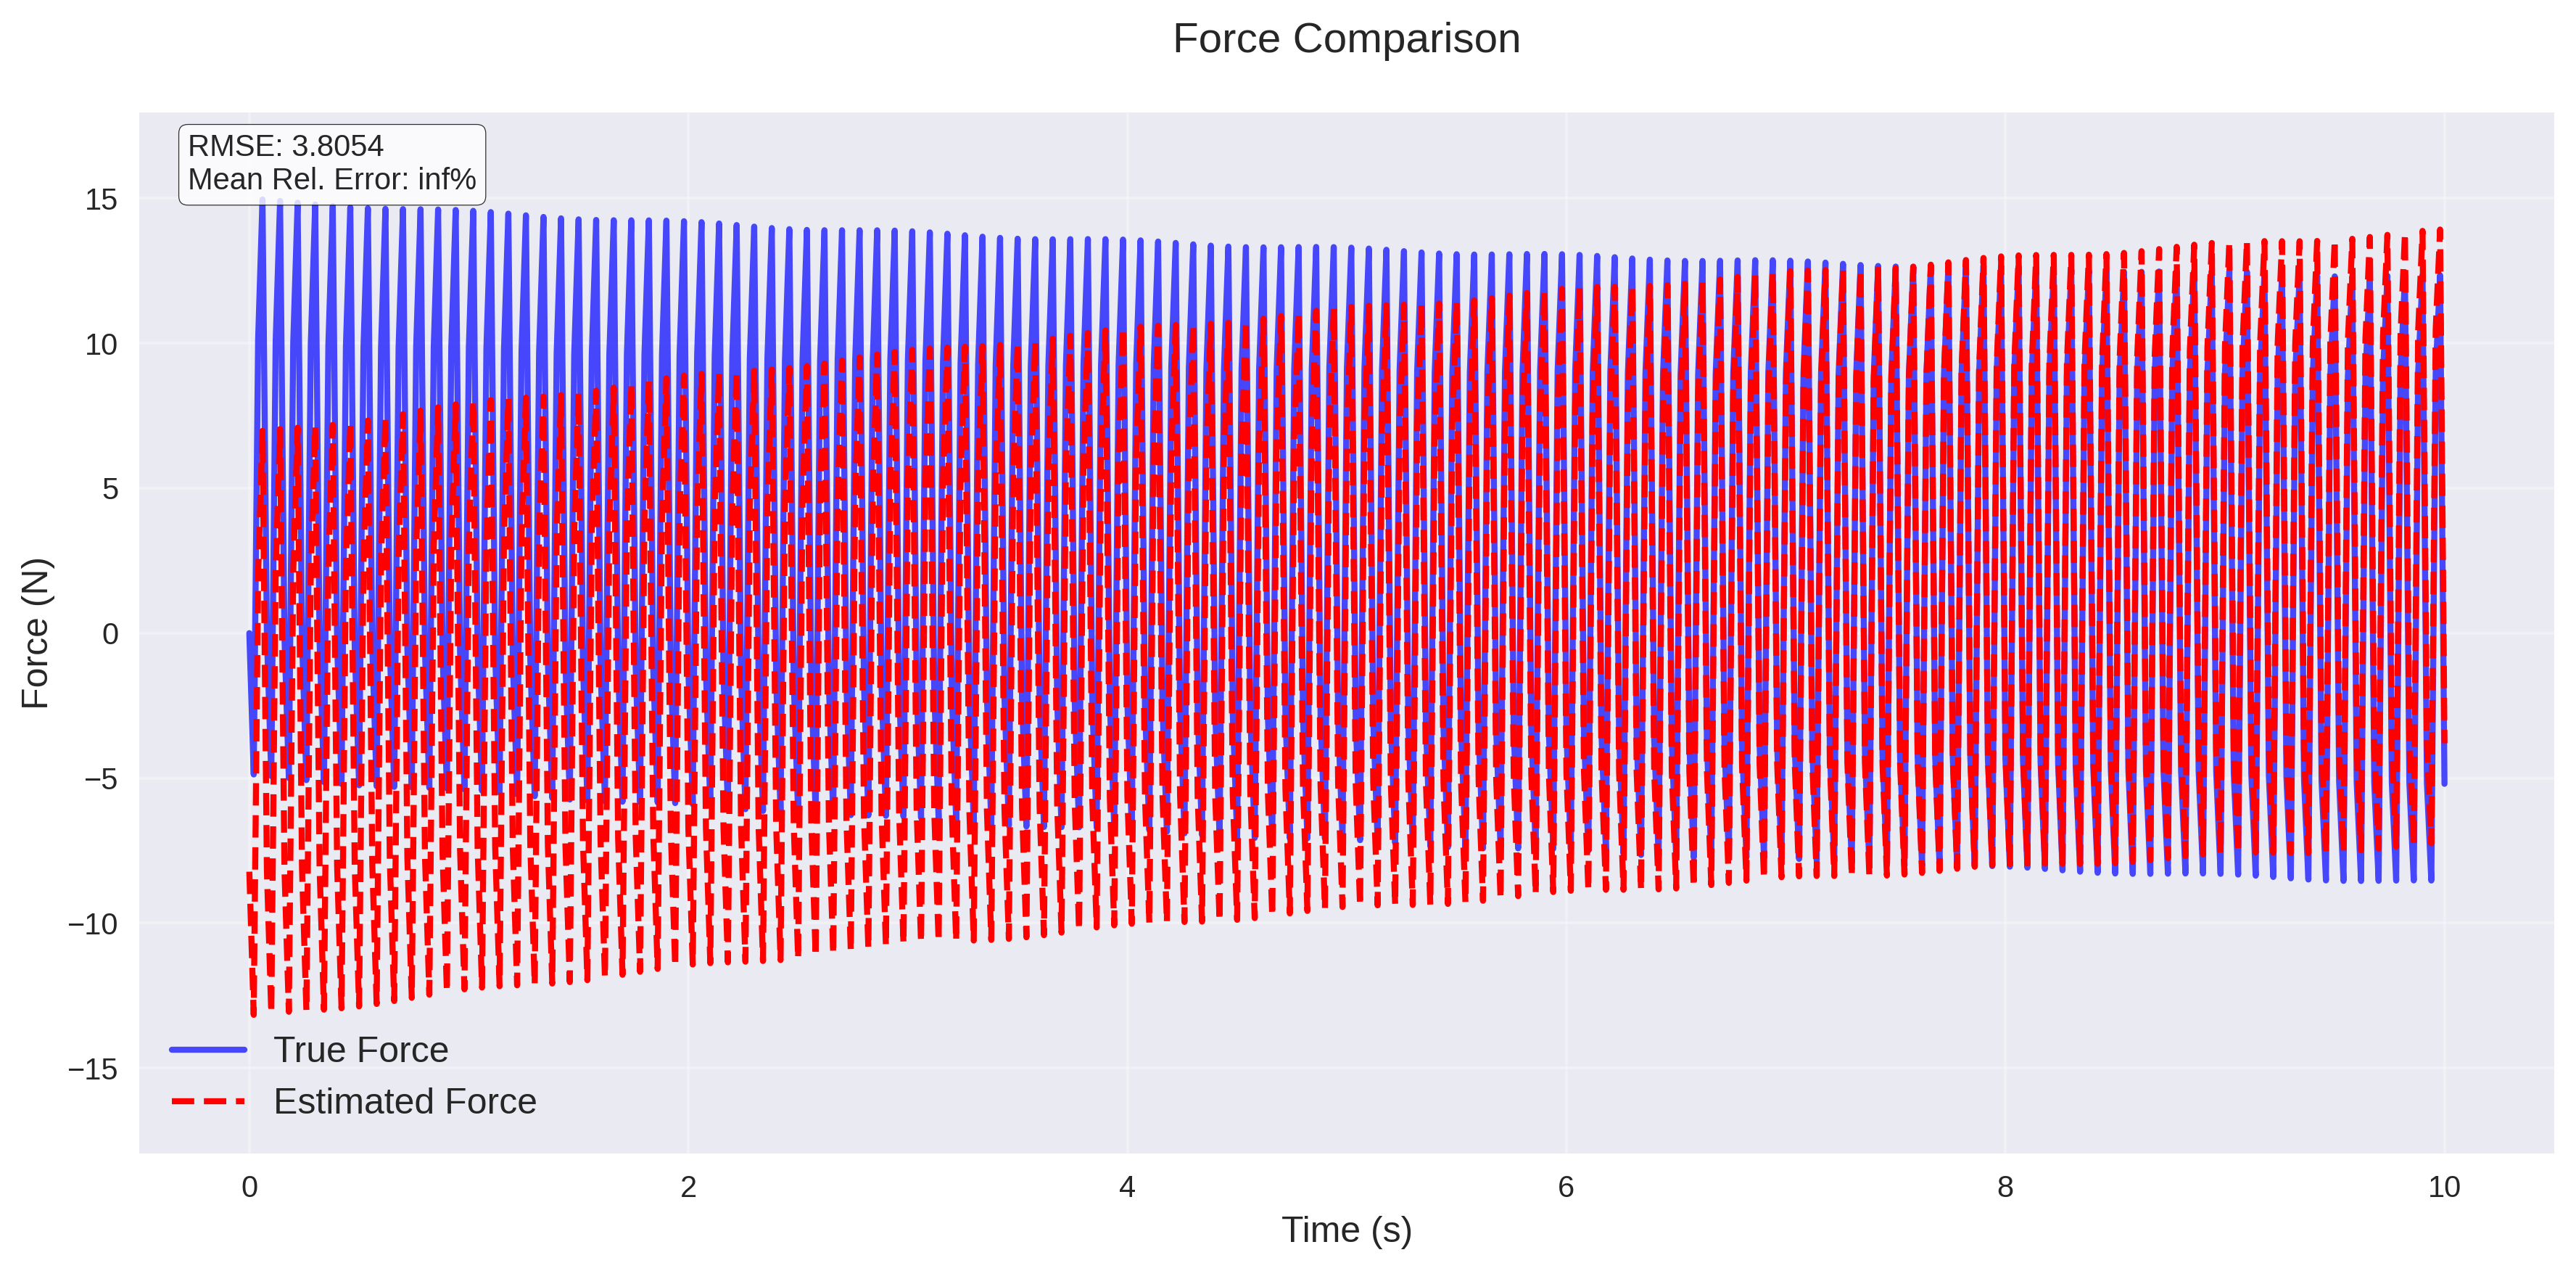 Force Comparison
RMSE: 3.8054
Mean Rel. Error: inf%
15
10
5
0
−5
−10
−15
Force (N)
True Force
Estimated Force
0
2
4
6
8
10
Time (s)